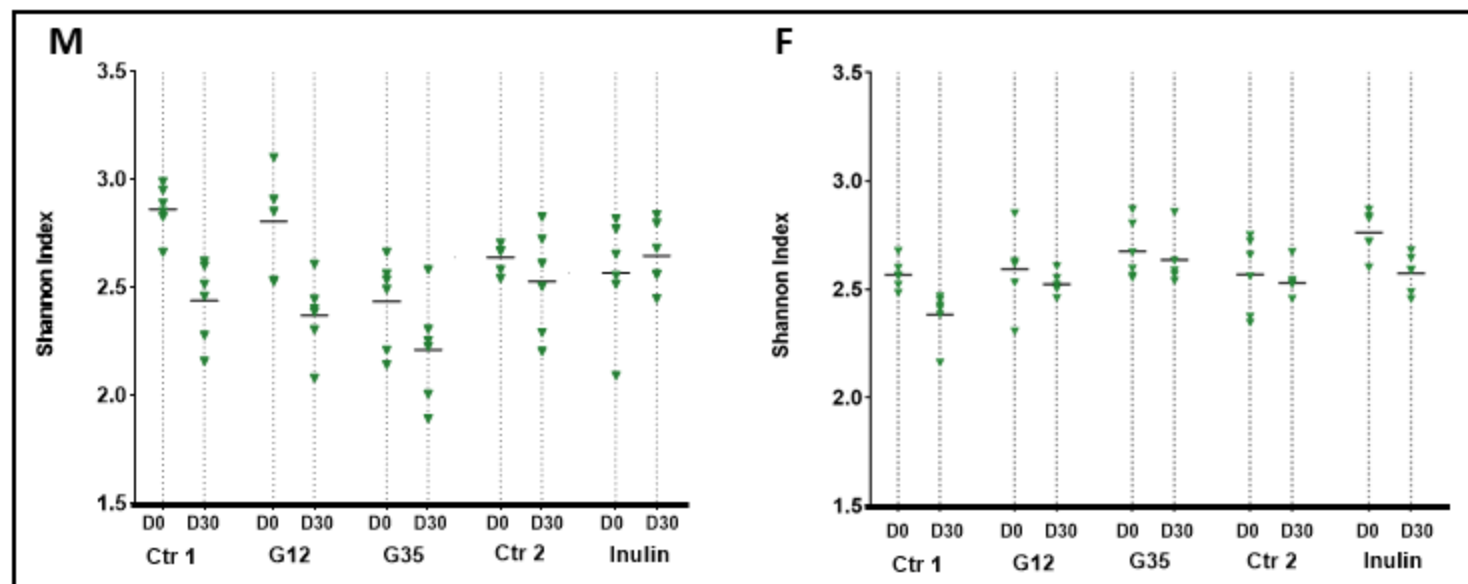 M
3.5
3.0
2.5
2.0
1.5
Shannon Index
D0 D30 D0 D30 D0 D30 D0 D30 D0 D30
Ctr 1 G12 G35 Ctr 2 Inulin
F
3.5
3.0
2.5
2.0
1.5
Shannon Index
D0 D30 D0 D30 D0 D30 D0 D30 D0 D30
Ctr 1 G12 G35 Ctr 2 Inulin